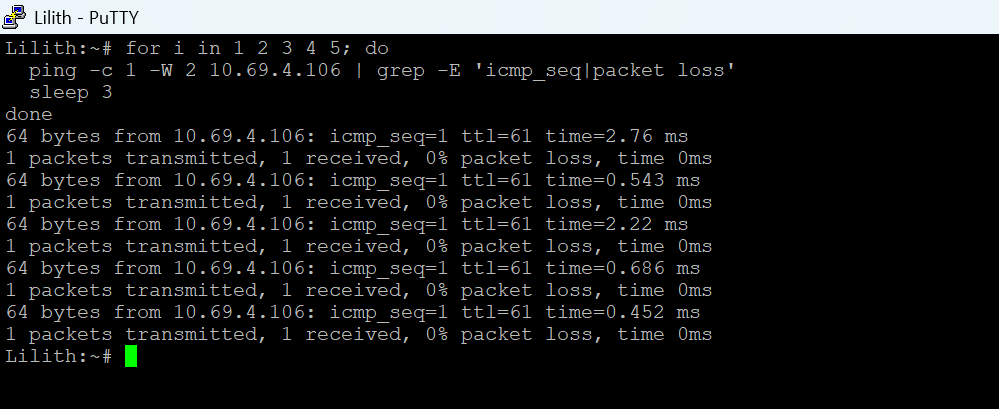 Lilith - PuTTY
Lilith:~# for i in 1 2 3 4 5; do
  ping -c 1 -W 2 10.69.4.106 | grep -E 'icmp_seq|packet loss'
  sleep 3
done
64 bytes from 10.69.4.106: icmp_seq=1 ttl=61 time=2.76 ms
1 packets transmitted, 1 received, 0% packet loss, time 0ms
64 bytes from 10.69.4.106: icmp_seq=1 ttl=61 time=0.543 ms
1 packets transmitted, 1 received, 0% packet loss, time 0ms
64 bytes from 10.69.4.106: icmp_seq=1 ttl=61 time=2.22 ms
1 packets transmitted, 1 received, 0% packet loss, time 0ms
64 bytes from 10.69.4.106: icmp_seq=1 ttl=61 time=0.686 ms
1 packets transmitted, 1 received, 0% packet loss, time 0ms
64 bytes from 10.69.4.106: icmp_seq=1 ttl=61 time=0.452 ms
1 packets transmitted, 1 received, 0% packet loss, time 0ms
Lilith:~#